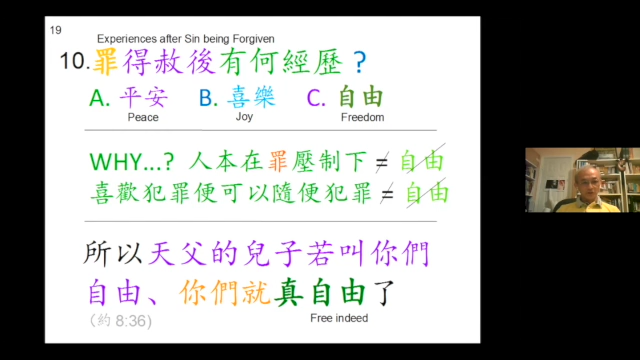 19
Experiences after Sin being Forgiven
10.罪得赦後有何經歷?
A. 平安 B. 喜樂 C. 自由
Peace Joy Freedom
WHY...? 人本在罪壓制下 ≠ 自由
喜歡犯罪便可以隨便犯罪 ≠ 自由
所以天父的兒子若叫你們
自由、你們就真自由了
(約 8:36) Free indeed